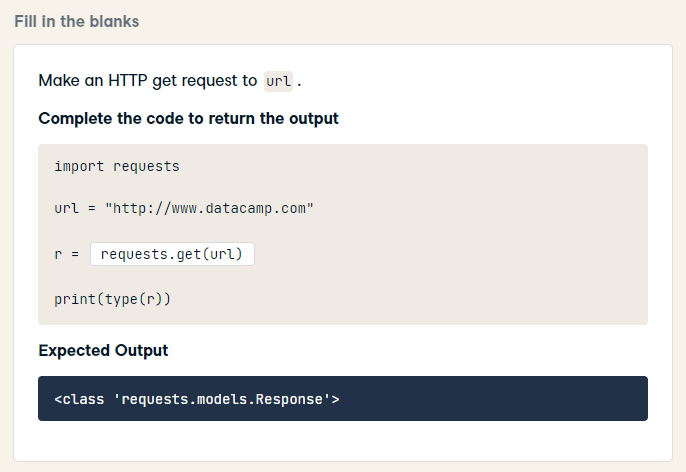 Fill in the blanks
Make an HTTP get request to url.
Complete the code to return the output
import requests
url = "http://www.datacamp.com"
r = requests.get(url)
print(type(r))
Expected Output
<class 'requests.models.Response'>